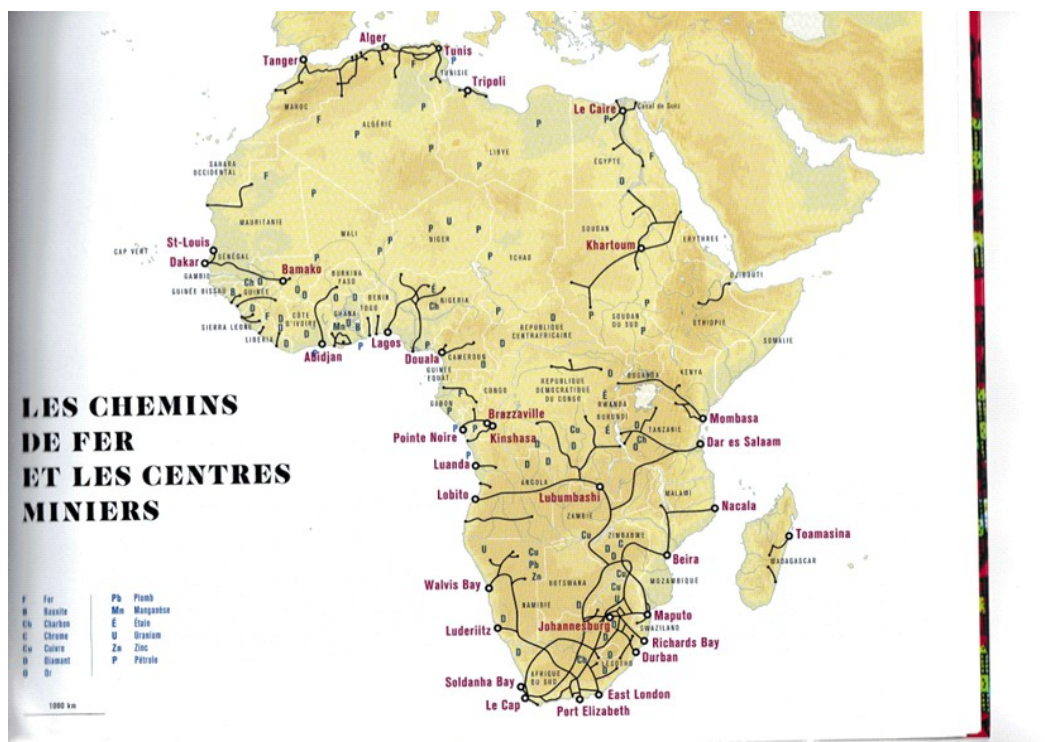 LES CHEMINS
DE FER
ET LES CENTRES
MINIERS
F Fer
B Bauxite
Ch Charbon
C Chrome
Cu Cuivre
D Diamant
O Or
Pb Plomb
Mn Manganèse
É Étain
U Uranium
Zn Zinc
P Pétrole
1000 km
Alger
Tanger
Tunis
TUNISIE
Tripoli
MAROC
ALGÉRIE
LIBYE
Le Caire
Canal de Suez
ÉGYPTE
SAHARA
OCCIDENTAL
MAURITANIE
MALI
NIGER
TCHAD
SOUDAN
Khartoum
ERYTHREE
DJIBOUTI
CAP VERT
St-Louis
SÉNÉGAL
Dakar
GAMBIE
Bamako
BURKINA
FASO
GUINÉE BISSAU
GUINÉE
SIERRA LEONE
LIBERIA
CÔTE
D'IVOIRE
GHANA
TOGO
BENIN
NIGERIA
Abidjan
Lagos
Douala
CAMEROUN
GUINÉE
EQUAT.
REPUBLIQUE
CENTRAFRICAINE
SOUDAN
DU SUD
ETHIOPIE
SOMALIE
GABON
CONGO
REPUBLIQUE
DEMOCRATIQUE
DU CONGO
OUGANDA
KENYA
RWANDA
BURUNDI
TANZANIE
Brazzaville
Pointe Noire
Kinshasa
Mombasa
Dar es Salaam
Luanda
ANGOLA
Lobito
Lubumbashi
ZAMBIE
MALAWI
Nacala
Toamasina
MADAGASCAR
ZIMBABWE
Beira
MOZAMBIQUE
Walvis Bay
NAMIBIE
BOTSWANA
Luderiitz
Johannesburg
Maputo
SWAZILAND
Richards Bay
Durban
LESOTHO
AFRIQUE
DU SUD
Soldanha Bay
Le Cap
East London
Port Elizabeth